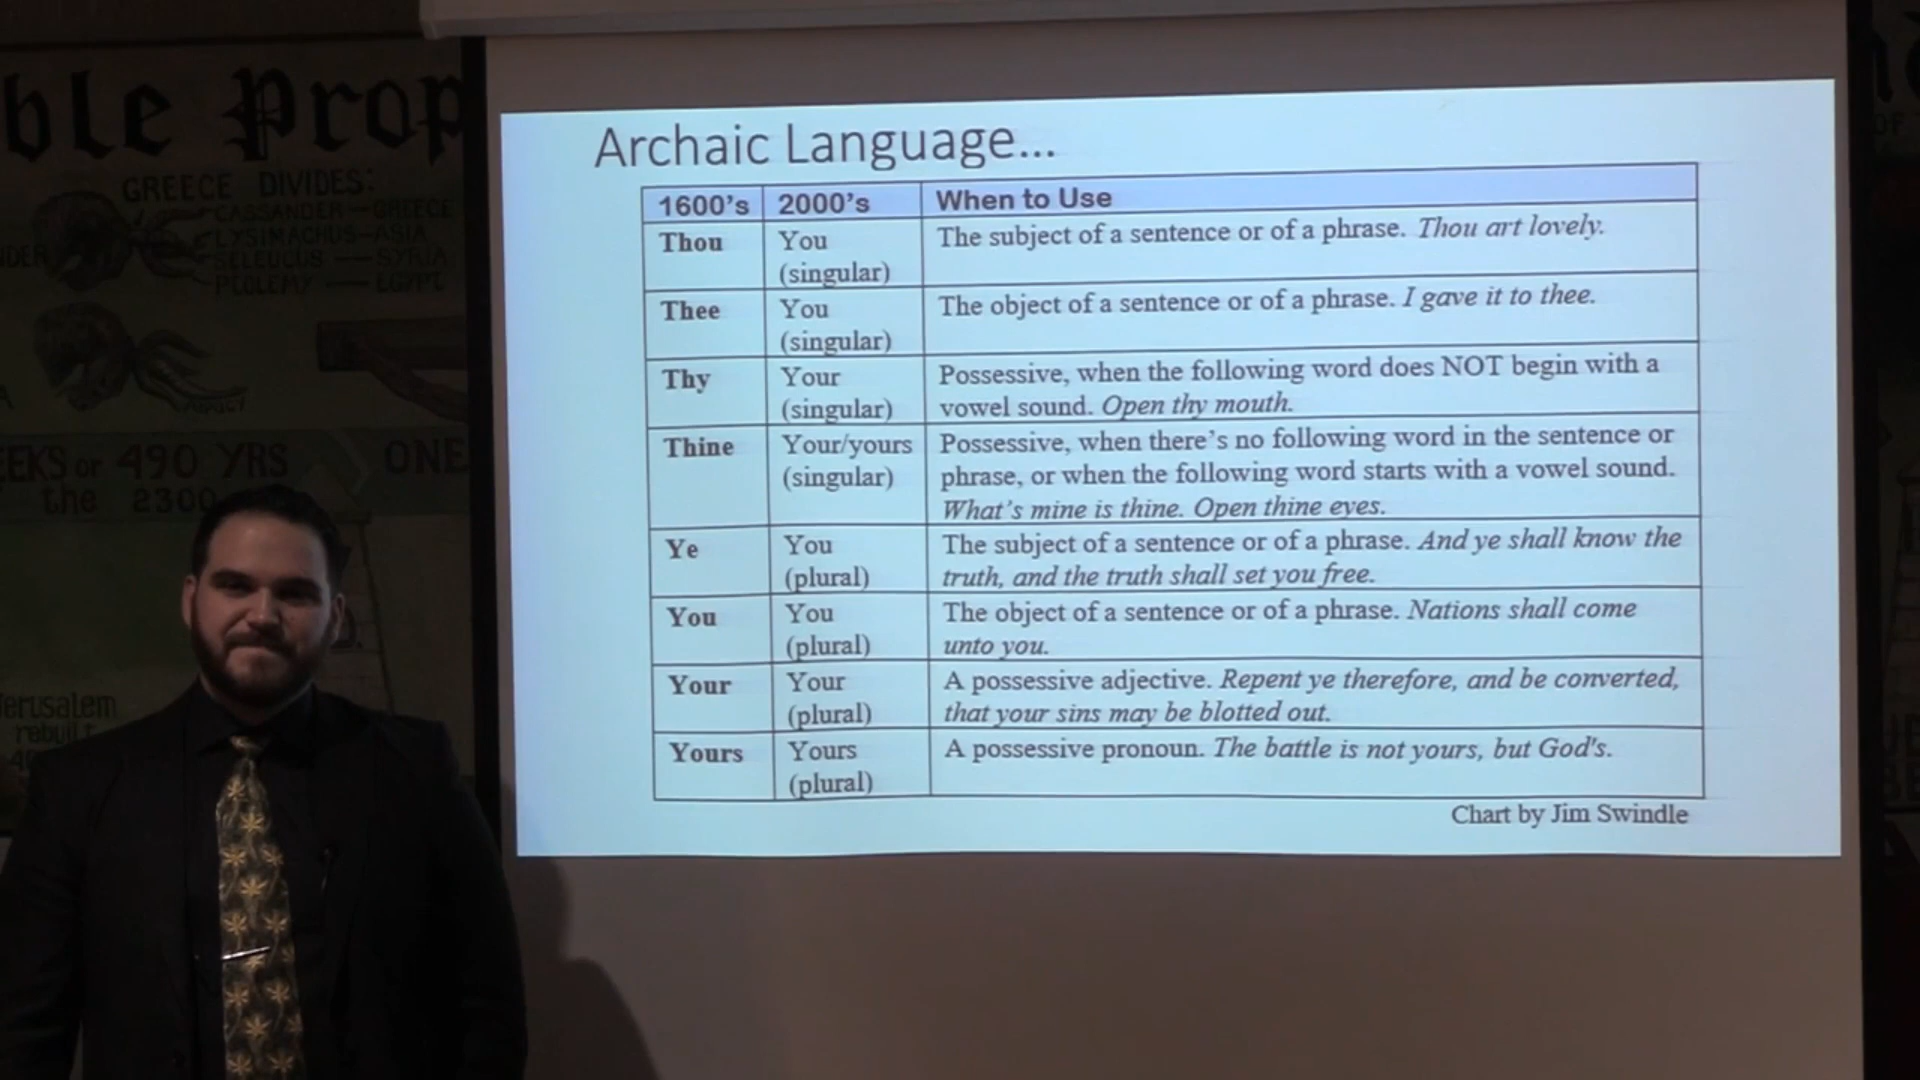 ble Prop
GREECE DIVIDES:
CASSANDER — GREECE
LYSIMACHUS - ASIA
SELEUCUS — SYRIA
PTOLEMY — EGYPT
EEKS or 490 YRS
ONE
the 2300
erusalem
rebuilt
Archaic Language...
1600's 2000's When to Use
Thou You The subject of a sentence or of a phrase. Thou art lovely.
(singular)
Thee You The object of a sentence or of a phrase. I gave it to thee.
(singular)
Thy Your Possessive, when the following word does NOT begin with a
(singular) vowel sound. Open thy mouth.
Thine Your/yours Possessive, when there's no following word in the sentence or
(singular) phrase, or when the following word starts with a vowel sound.
What's mine is thine. Open thine eyes.
Ye You The subject of a sentence or of a phrase. And ye shall know the
(plural) truth, and the truth shall set you free.
You You The object of a sentence or of a phrase. Nations shall come
(plural) unto you.
Your Your A possessive adjective. Repent ye therefore, and be converted,
(plural) that your sins may be blotted out.
Yours Yours A possessive pronoun. The battle is not yours, but God's.
(plural)
Chart by Jim Swindle